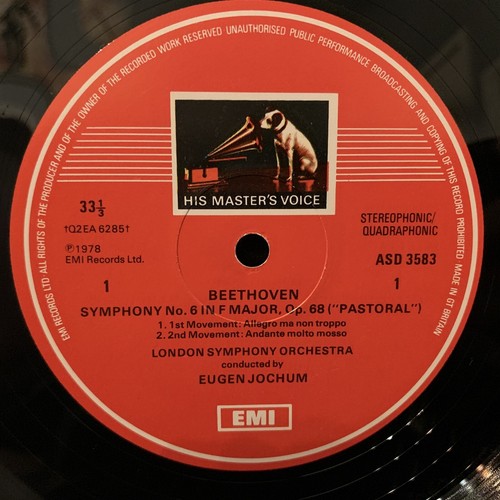 EMI RECORDS LTD ALL RIGHTS OF THE PRODUCER AND OF THE OWNER OF THE RECORDED WORK RESERVED UNAUTHORISED PUBLIC PERFORMANCE BROADCASTING AND COPYING OF THIS RECORD PROHIBITED MADE IN GT BRITAIN
HIS MASTER'S VOICE
33⅓
†Q2EA 6285†
℗1978
EMI Records Ltd.
STEREOPHONIC/
QUADRAPHONIC
ASD 3583
1
1
BEETHOVEN
SYMPHONY No. 6 IN F MAJOR, Op. 68 ("PASTORAL")
1. 1st Movement: Allegro ma non troppo
2. 2nd Movement: Andante molto mosso
LONDON SYMPHONY ORCHESTRA
conducted by
EUGEN JOCHUM
EMI